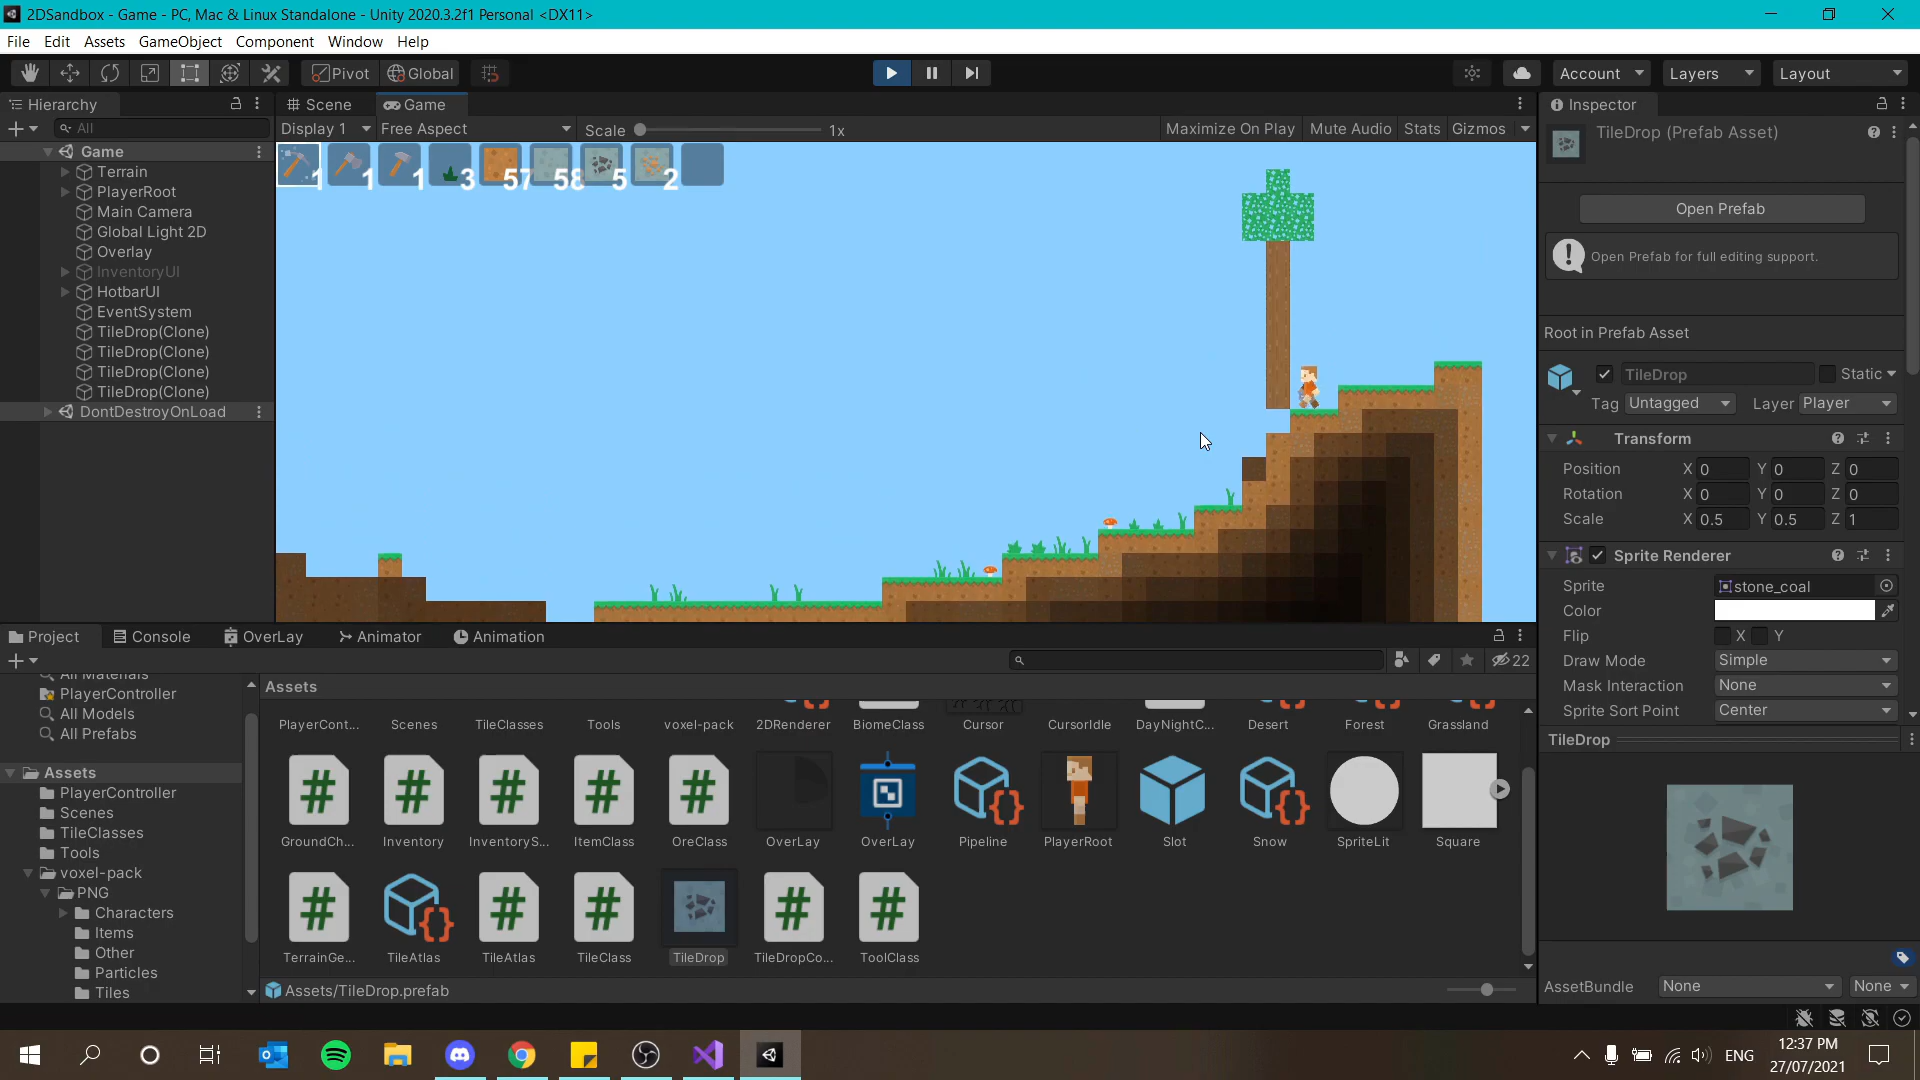 2DSandbox - Game - PC, Mac & Linux Standalone - Unity 2020.3.2f1 Personal <DX11>
File Edit Assets GameObject Component Window Help
Pivot Global Account Layers Layout
Hierarchy
All
Game
Terrain
PlayerRoot
Main Camera
Global Light 2D
Overlay
InventoryUI
HotbarUI
EventSystem
TileDrop(Clone)
TileDrop(Clone)
TileDrop(Clone)
TileDrop(Clone)
DontDestroyOnLoad
Scene Game
Display 1 Free Aspect Scale 1x Maximize On Play Mute Audio Stats Gizmos
1 1 1 3 57 58 5 2
Inspector
TileDrop (Prefab Asset)
Open Prefab
Open Prefab for full editing support.
Root in Prefab Asset
TileDrop Static
Tag Untagged Layer Player
Transform
Position X 0 Y 0 Z 0
Rotation X 0 Y 0 Z 0
Scale X 0.5 Y 0.5 Z 1
Sprite Renderer
Sprite stone_coal
Color
Flip X Y
Draw Mode Simple
Mask Interaction None
Sprite Sort Point Center
TileDrop
AssetBundle None None
Project Console OverLay Animator Animation
22
All Materials
PlayerController
All Models
All Prefabs
Assets
PlayerController
Scenes
TileClasses
Tools
voxel-pack
PNG
Characters
Items
Other
Particles
Tiles
Assets
PlayerCont... Scenes TileClasses Tools voxel-pack 2DRenderer BiomeClass Cursor CursorIdle DayNightC... Desert Forest Grassland
GroundCh... Inventory InventoryS... ItemClass OreClass OverLay OverLay Pipeline PlayerRoot Slot Snow SpriteLit Square
TerrainGe... TileAtlas TileAtlas TileClass TileDrop TileDropCo... ToolClass
Assets/TileDrop.prefab
ENG
12:37 PM
27/07/2021